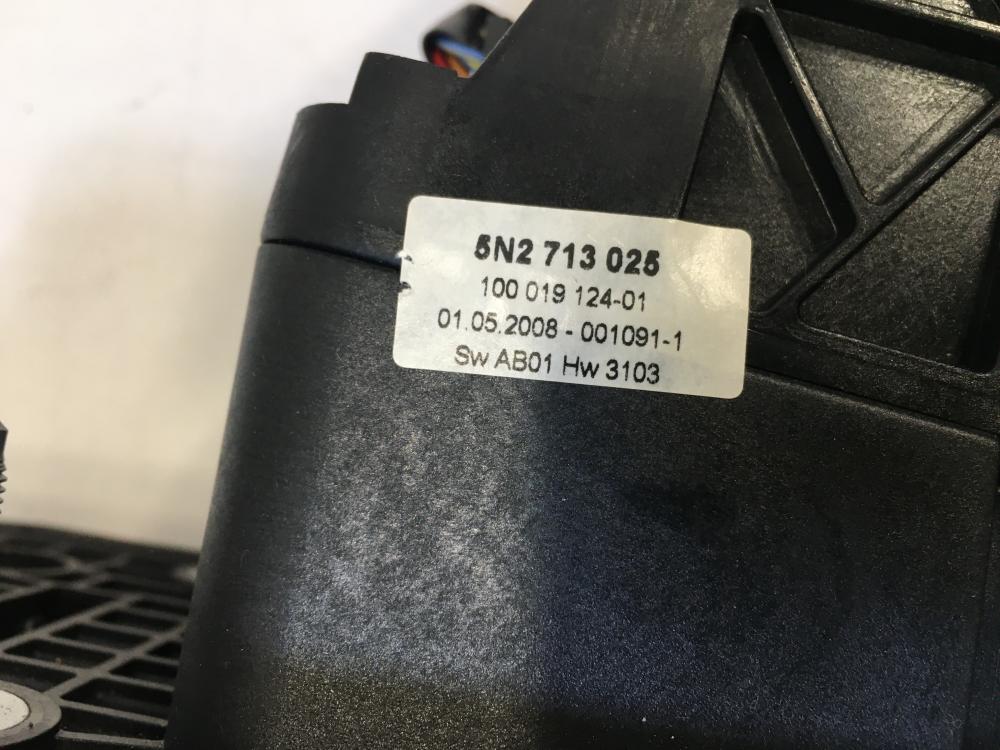 5N2 713 025
100 019 124-01
01.05.2008 - 001091-1
Sw AB01 Hw 3103